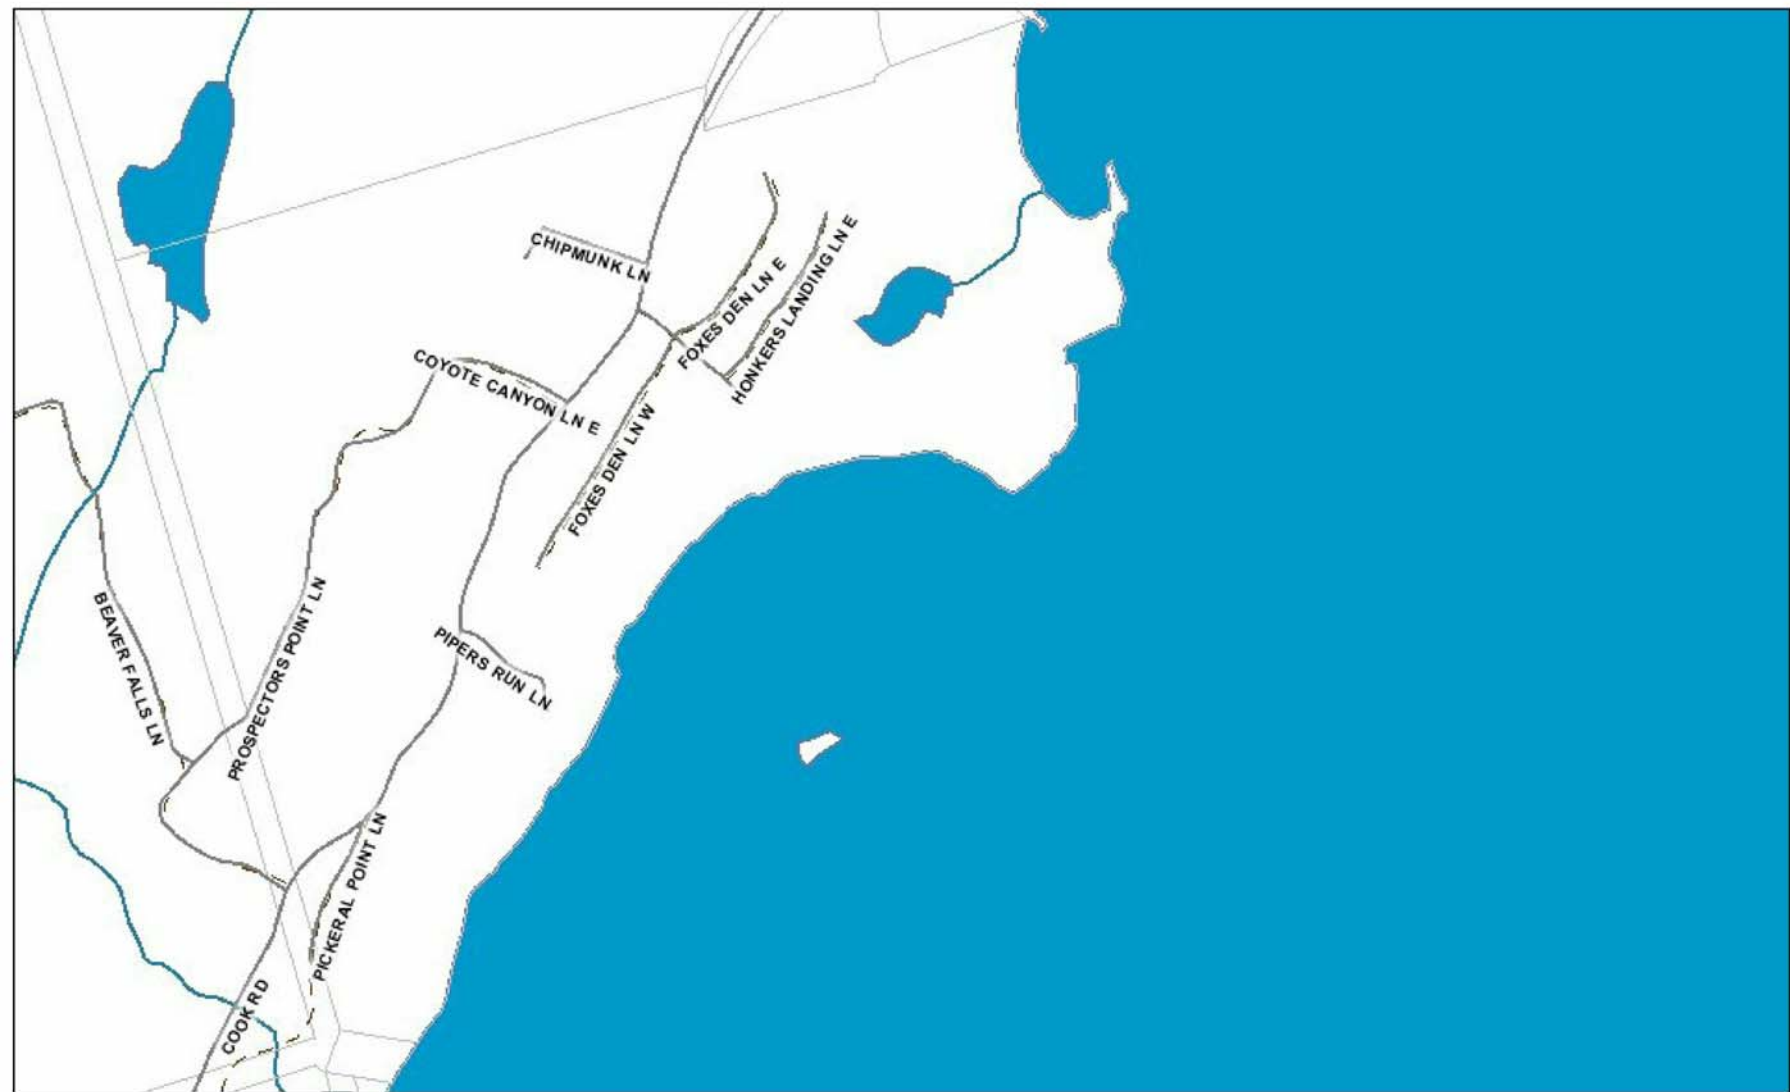 CHIPMUNK LN
HONKERS LANDING LN E
FOXES DEN LN E
COYOTE CANYON LN E
FOXES DEN LN W
PROSPECTORS POINT LN
BEAVER FALLS LN
PIPERS RUN LN
PICKERAL POINT LN
COOK RD